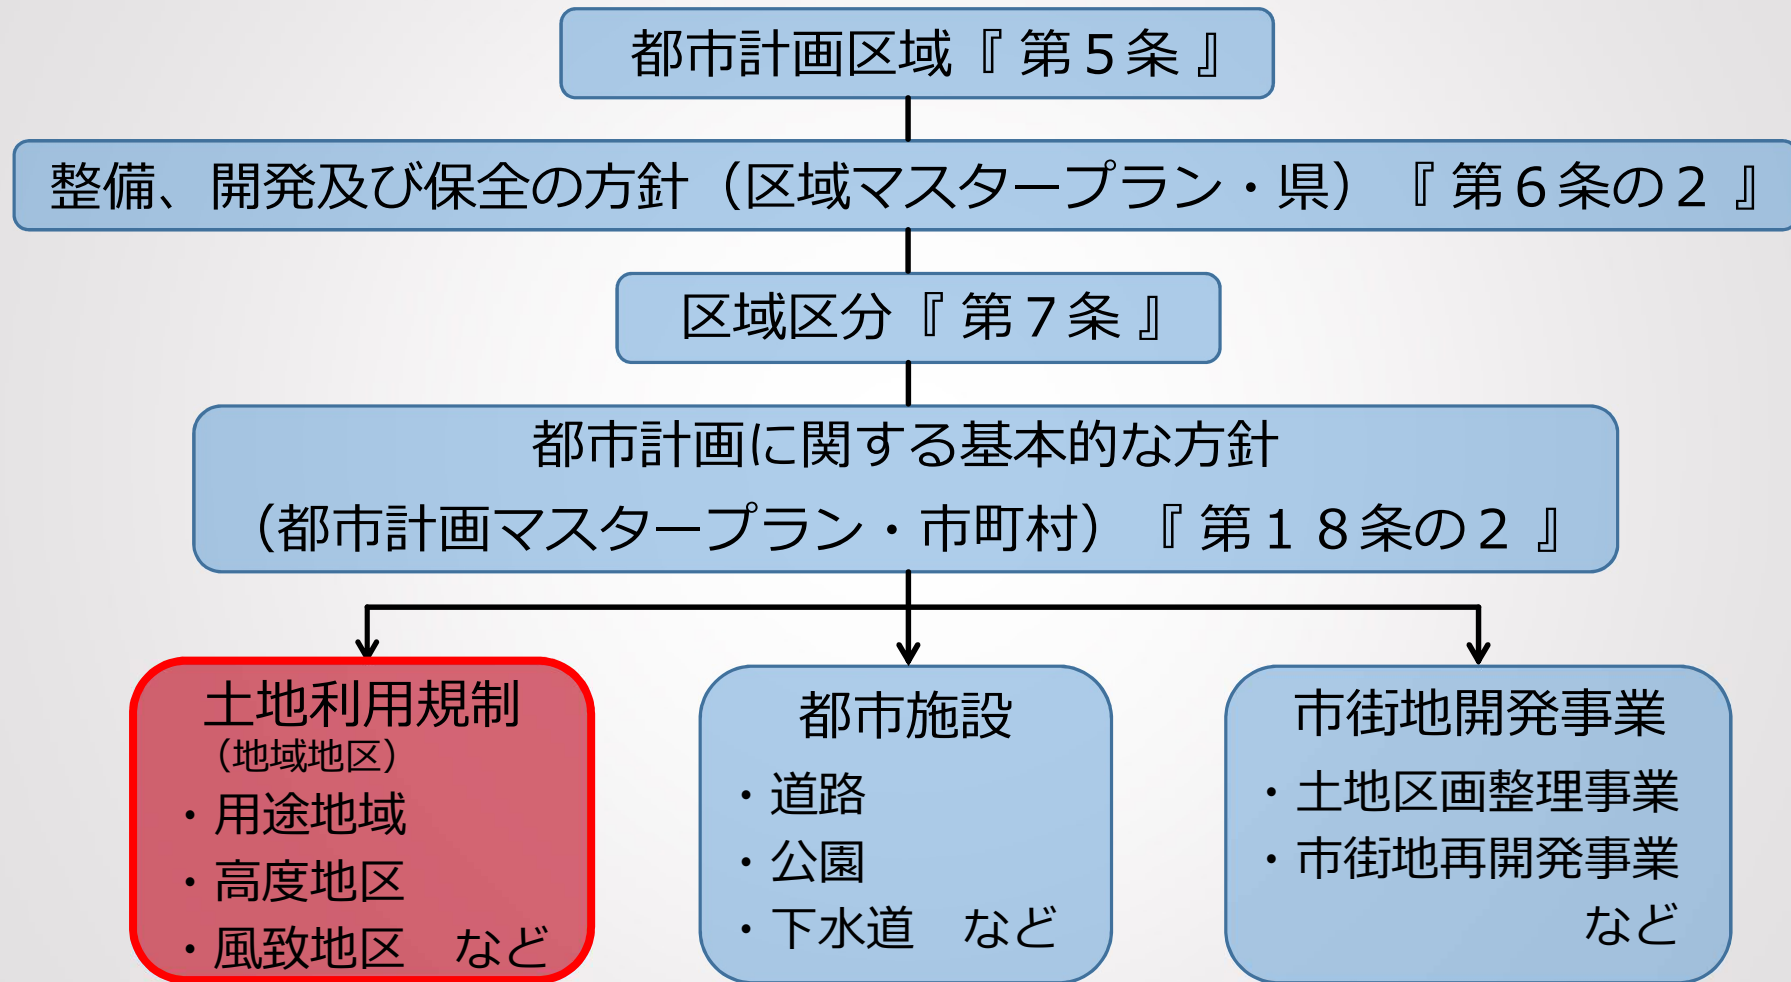 都市計画区域『 第５条 』
整備、開発及び保全の方針（区域マスタープラン・県）『 第６条の２ 』
区域区分『 第７条 』
都市計画に関する基本的な方針
（都市計画マスタープラン・市町村）『 第１８条の２ 』
土地利用規制
（地域地区）
・用途地域
・高度地区
・風致地区　など
都市施設
・道路
・公園
・下水道　など
市街地開発事業
・土地区画整理事業
・市街地再開発事業
など